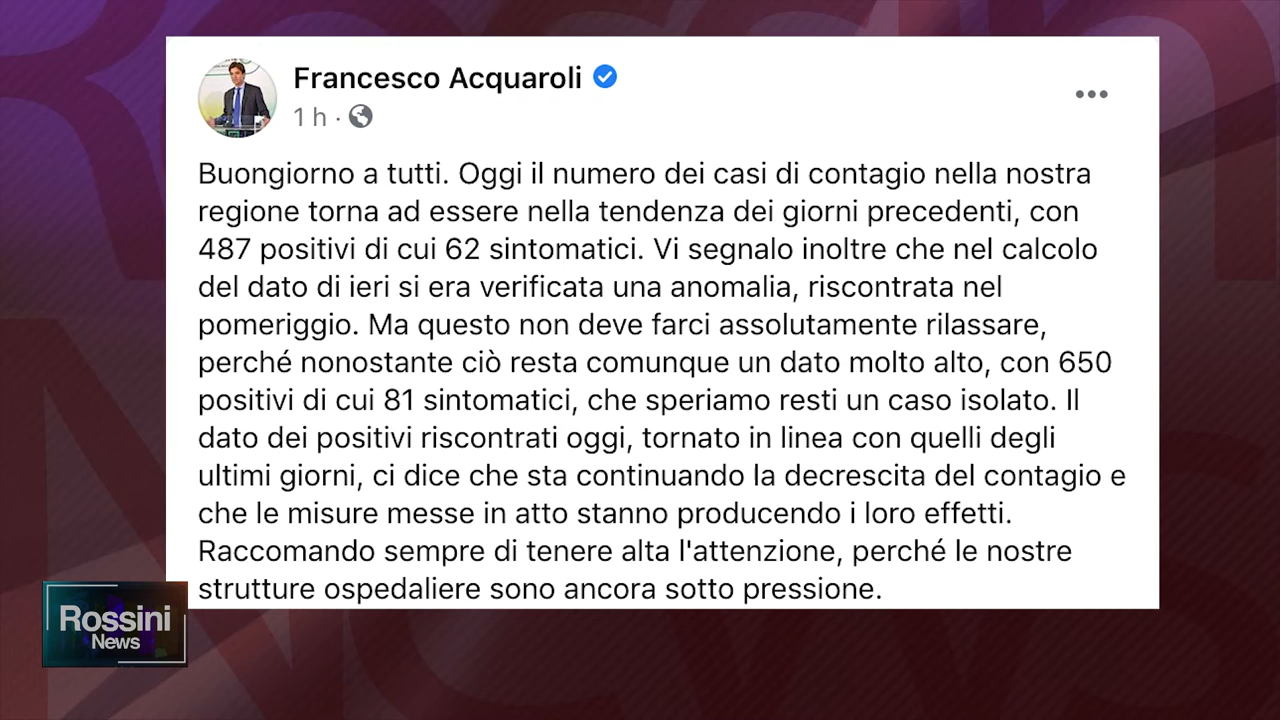 Francesco Acquaroli
1 h ·
Buongiorno a tutti. Oggi il numero dei casi di contagio nella nostra
regione torna ad essere nella tendenza dei giorni precedenti, con
487 positivi di cui 62 sintomatici. Vi segnalo inoltre che nel calcolo
del dato di ieri si era verificata una anomalia, riscontrata nel
pomeriggio. Ma questo non deve farci assolutamente rilassare,
perché nonostante ciò resta comunque un dato molto alto, con 650
positivi di cui 81 sintomatici, che speriamo resti un caso isolato. Il
dato dei positivi riscontrati oggi, tornato in linea con quelli degli
ultimi giorni, ci dice che sta continuando la decrescita del contagio e
che le misure messe in atto stanno producendo i loro effetti.
Raccomando sempre di tenere alta l'attenzione, perché le nostre
strutture ospedaliere sono ancora sotto pressione.
Rossini
News